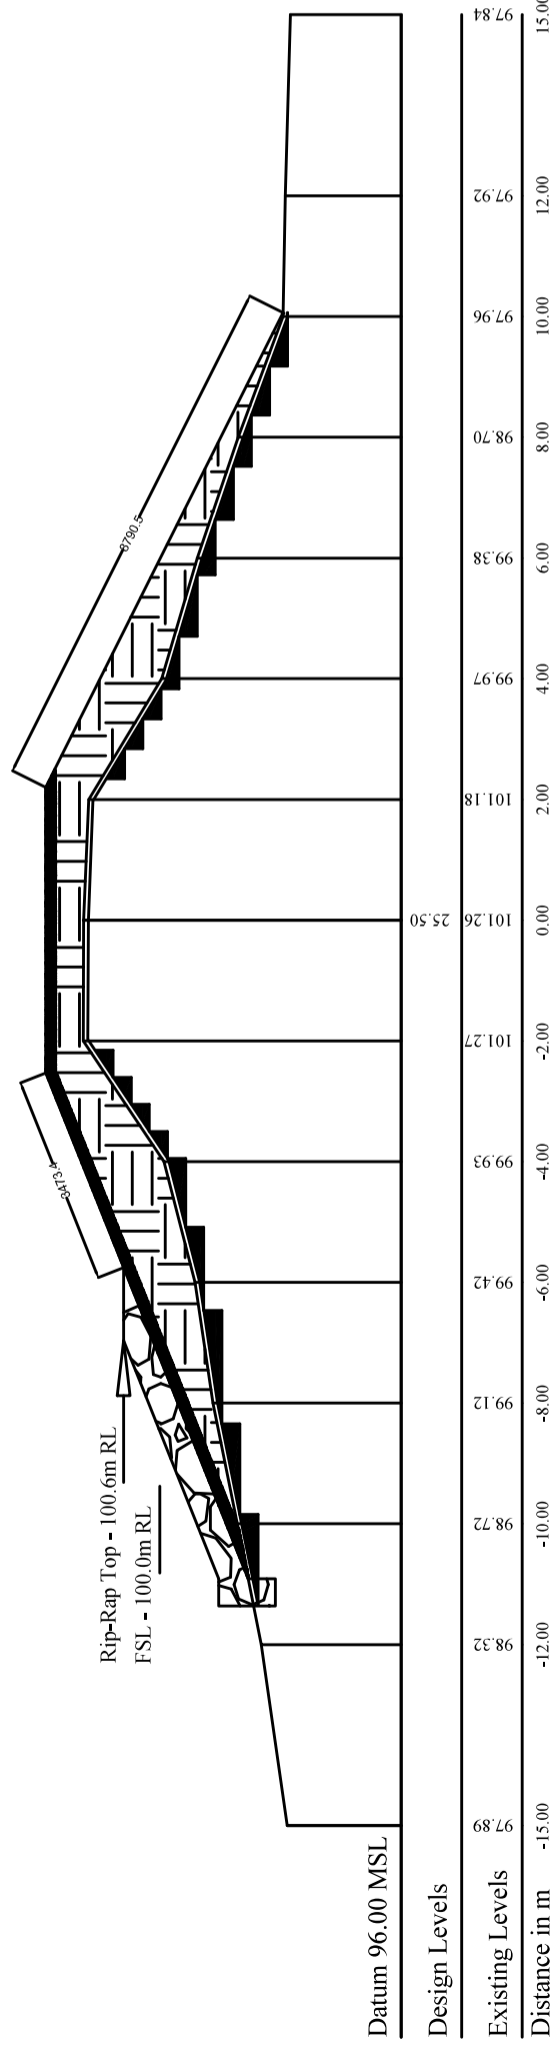 3473.4
8790.5
Rip-Rap Top - 100.6m RL
FSL - 100.0m RL
Datum 96.00 MSL
Design Levels 25.50
Existing Levels 97.89 98.32 98.72 99.12 99.42 99.93 101.27 101.26 101.18 99.97 99.38 98.70 97.96 97.92 97.84
Distance in m -15.00 -12.00 -10.00 -8.00 -6.00 -4.00 -2.00 0.00 2.00 4.00 6.00 8.00 10.00 12.00 15.00